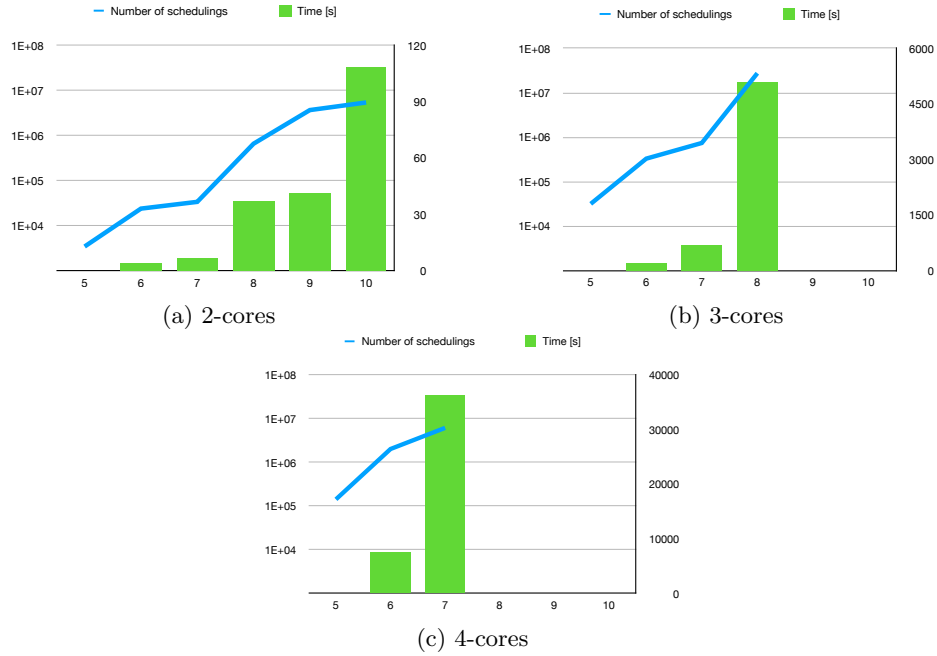 Number of schedulings Time [s]
1E+08 120
1E+07 90
1E+06 60
1E+05 30
1E+04 0
5 6 7 8 9 10
(a) 2-cores
Number of schedulings Time [s]
1E+08 6000
1E+07 4500
1E+06 3000
1E+05 1500
1E+04 0
5 6 7 8 9 10
(b) 3-cores
Number of schedulings Time [s]
1E+08 40000
1E+07 30000
1E+06 20000
1E+05 10000
1E+04 0
5 6 7 8 9 10
(c) 4-cores